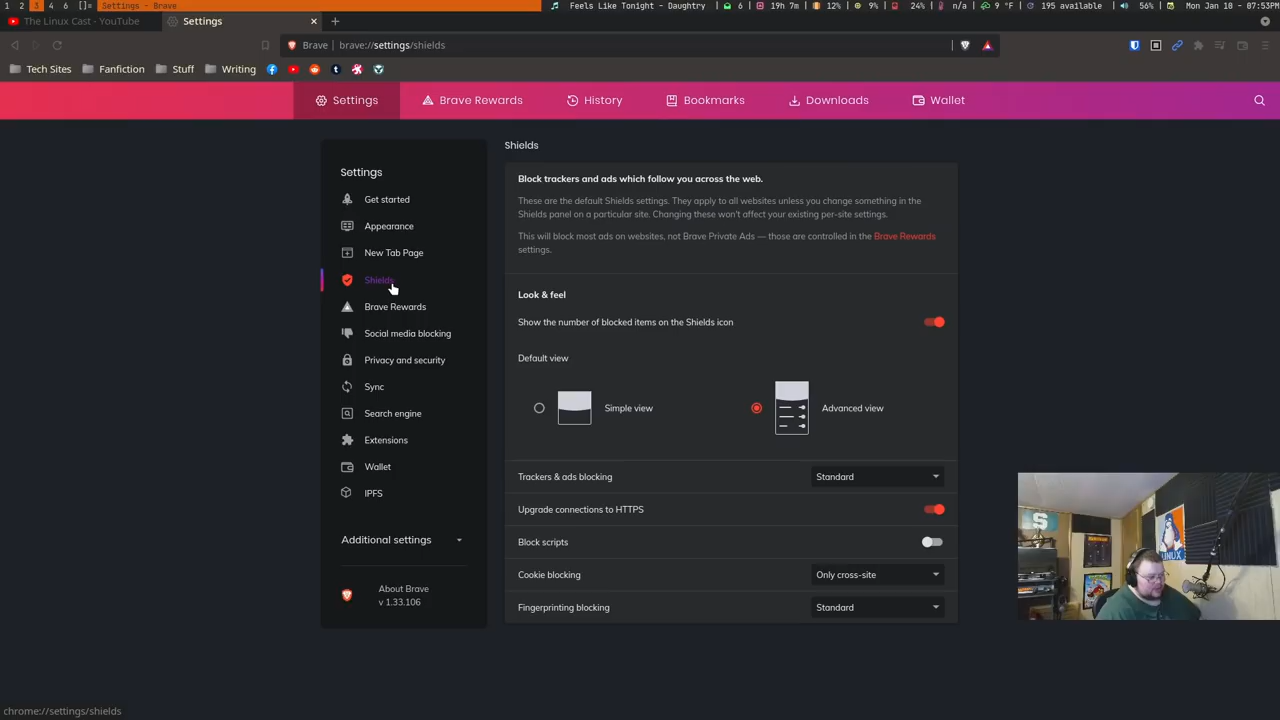 1 2 3 4 6 []= Settings - Brave Feels Like Tonight - Daughtry 6 19h 7m 12% 9% 24% n/a 9 °F 195 available 56% Mon Jan 10 - 07:53PM
The Linux Cast - YouTube Settings
Brave brave://settings/shields
Tech Sites Fanfiction Stuff Writing
Settings Brave Rewards History Bookmarks Downloads Wallet
Settings
Get started
Appearance
New Tab Page
Shields
Brave Rewards
Social media blocking
Privacy and security
Sync
Search engine
Extensions
Wallet
IPFS
Additional settings
About Brave
v 1.33.106
Shields
Block trackers and ads which follow you across the web.
These are the default Shields settings. They apply to all websites unless you change something in the
Shields panel on a particular site. Changing these won't affect your existing per-site settings.
This will block most ads on websites, not Brave Private Ads — those are controlled in the Brave Rewards
settings.
Look & feel
Show the number of blocked items on the Shields icon
Default view
Simple view Advanced view
Trackers & ads blocking Standard
Upgrade connections to HTTPS
Block scripts
Cookie blocking Only cross-site
Fingerprinting blocking Standard
LINUX
chrome://settings/shields